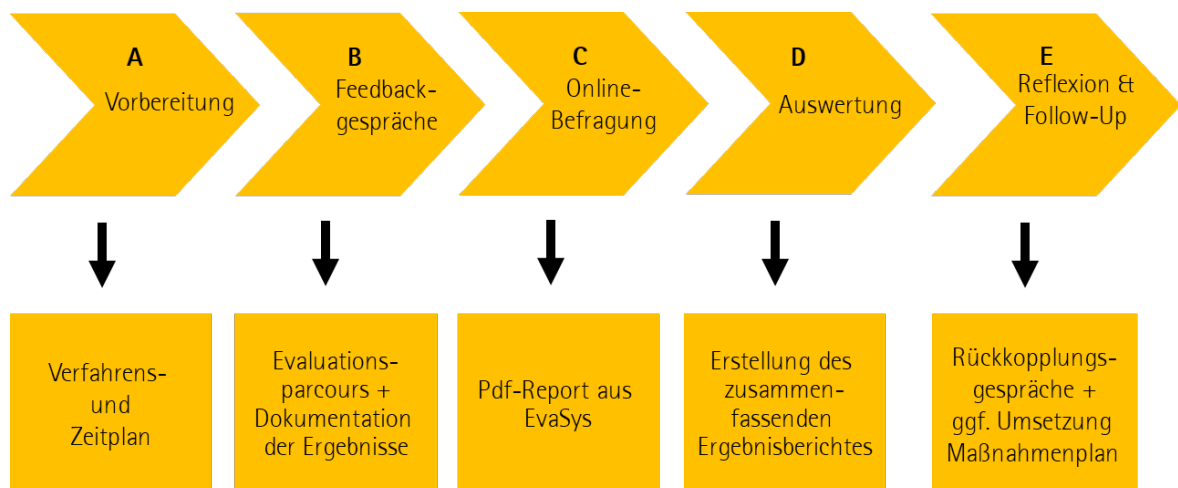 A
Vorbereitung
B
Feedback-
gespräche
C
Online-
Befragung
D
Auswertung
E
Reflexion &
Follow-Up
Verfahrens-
und
Zeitplan
Evaluations-
parcours +
Dokumentation
der Ergebnisse
Pdf-Report aus
EvaSys
Erstellung des
zusammen-
fassenden
Ergebnisberichtes
Rückkopplungs-
gespräche +
ggf. Umsetzung
Maßnahmenplan